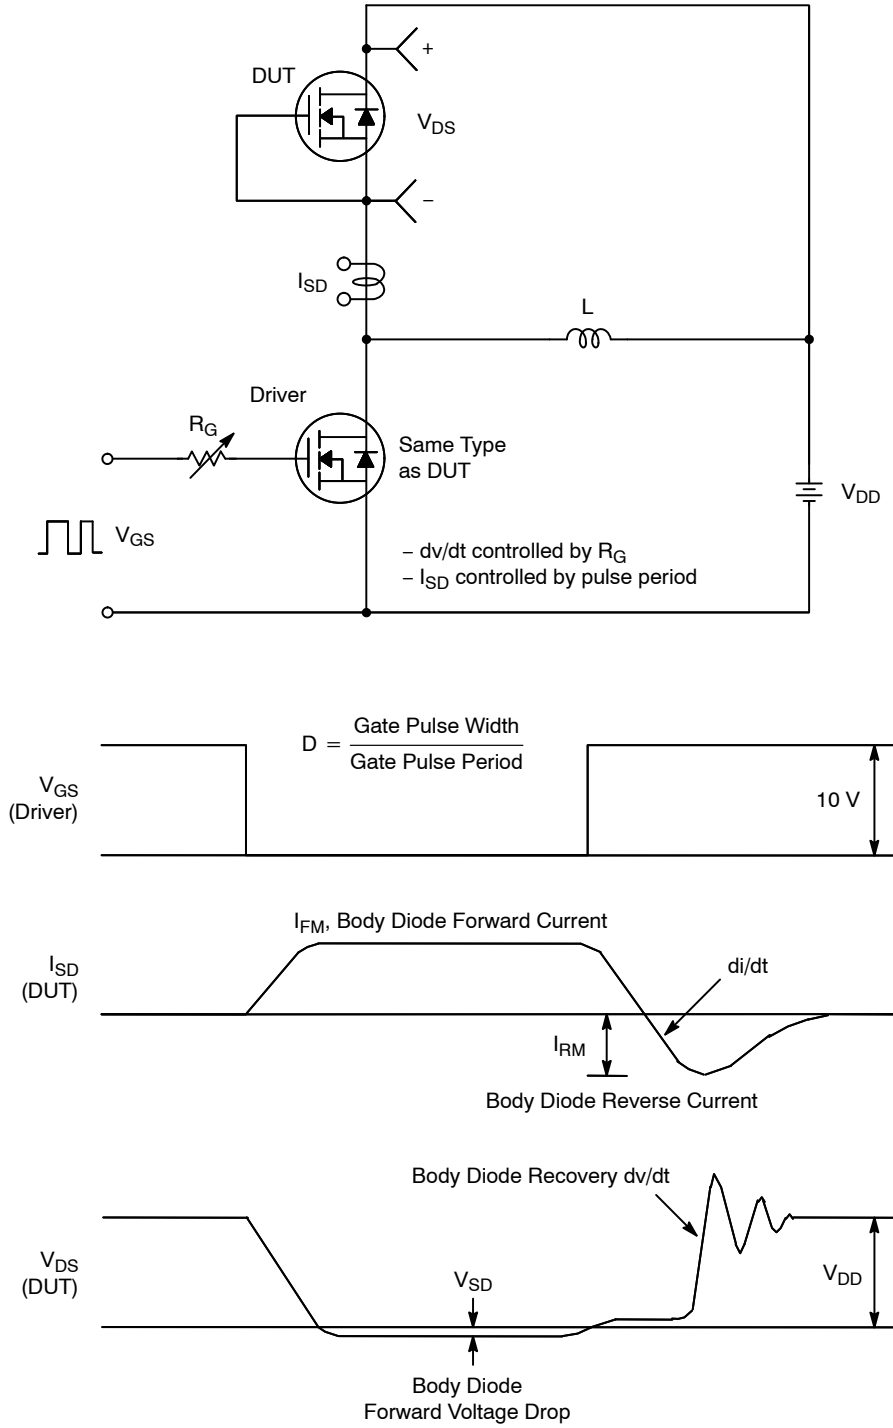 +
DUT
V_DS
−
I_SD
L
Driver
R_G
Same Type
as DUT
V_DD
V_GS
− dv/dt controlled by R_G
− I_SD controlled by pulse period
D = Gate Pulse Width
Gate Pulse Period
V_GS
(Driver)
10 V
I_FM, Body Diode Forward Current
I_SD
(DUT)
di/dt
I_RM
Body Diode Reverse Current
Body Diode Recovery dv/dt
V_DS
(DUT)
V_SD
V_DD
Body Diode
Forward Voltage Drop